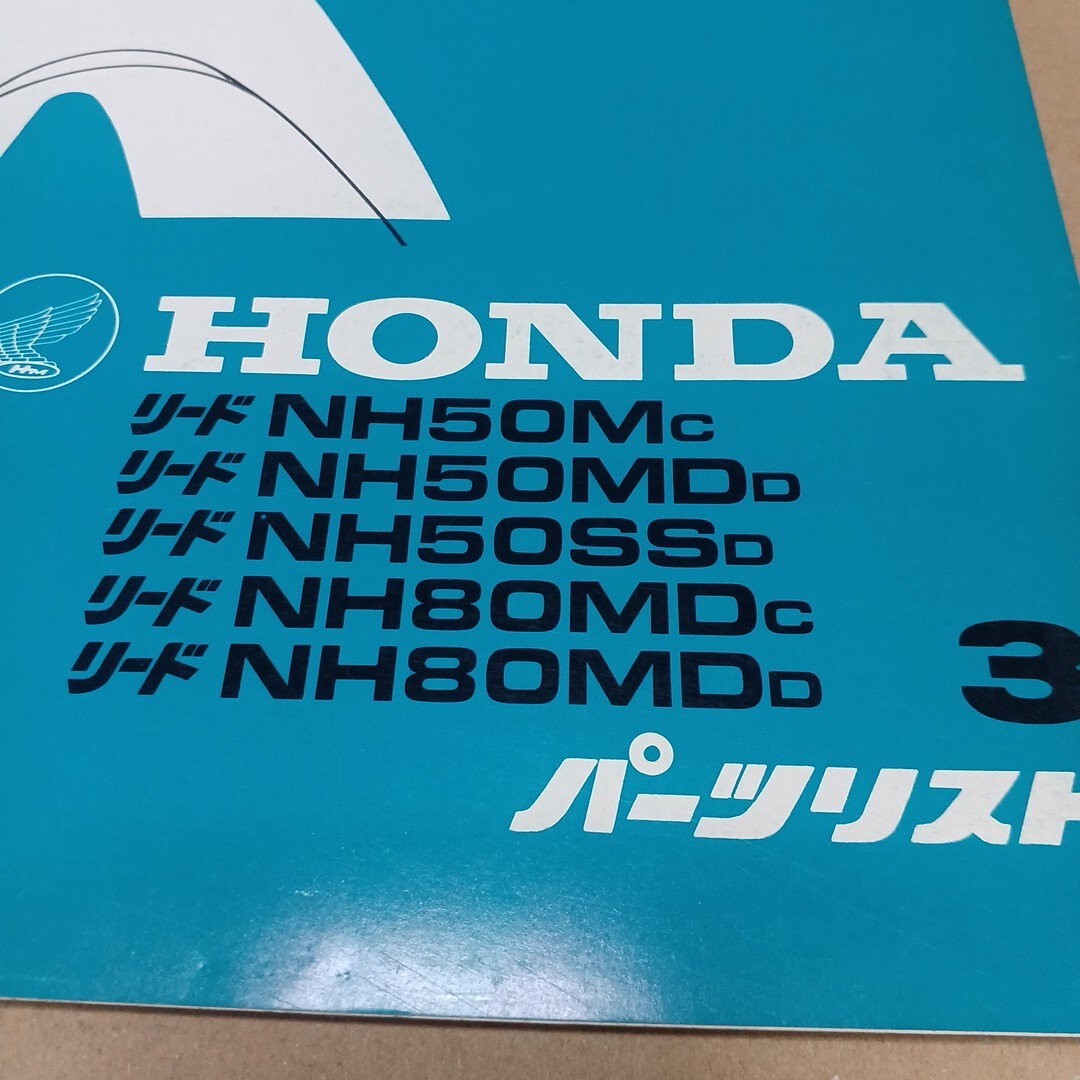 HM
HONDA
リード NH50MC
リード NH50MDD
リード NH50SSD
リード NH80MDC
リード NH80MDD
3
パーツリスト